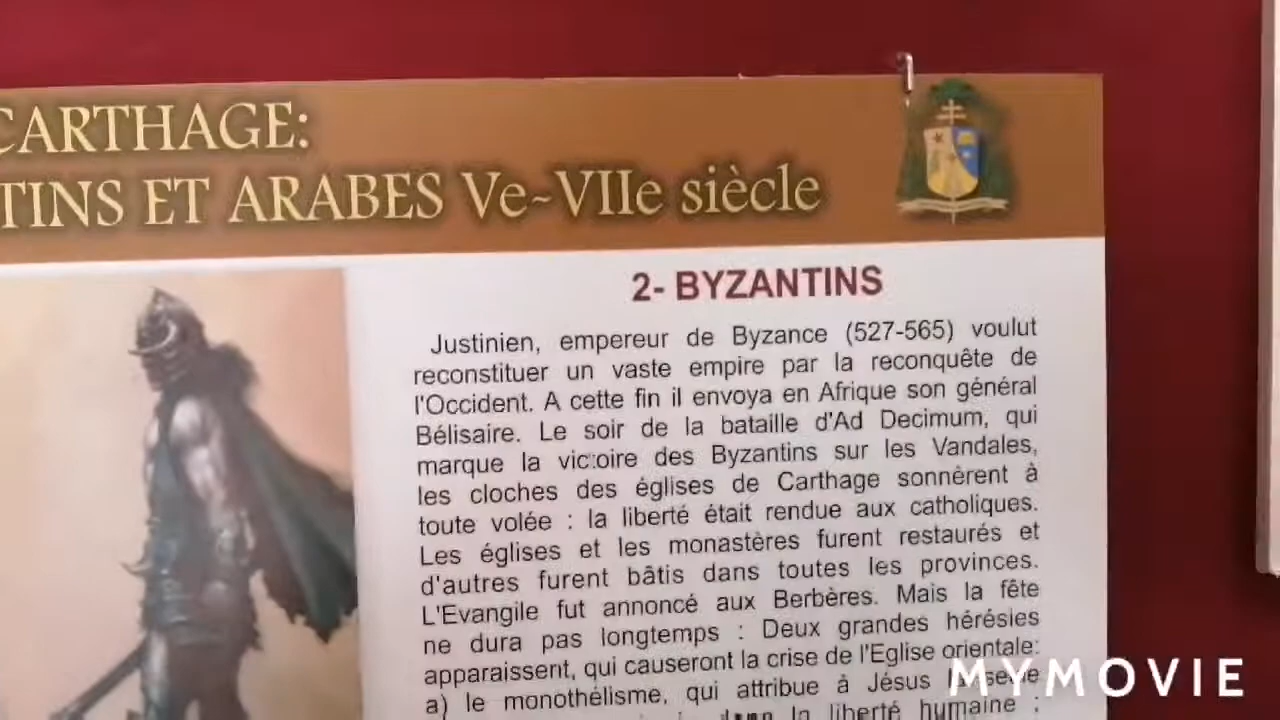 CARTHAGE:
TINS ET ARABES Ve-VIIe siècle
2- BYZANTINS
Justinien, empereur de Byzance (527-565) voulut
reconstituer un vaste empire par la reconquête de
l'Occident. A cette fin il envoya en Afrique son général
Bélisaire. Le soir de la bataille d'Ad Decimum, qui
marque la vic:oire des Byzantins sur les Vandales,
les cloches des églises de Carthage sonnèrent à
toute volée : la liberté était rendue aux catholiques.
Les églises et les monastères furent restaurés et
d'autres furent bâtis dans toutes les provinces.
L'Evangile fut annoncé aux Berbères. Mais la fête
ne dura pas longtemps : Deux grandes hérésies
apparaissent, qui causeront la crise de l'Eglise orientale:
a) le monothélisme, qui attribue à Jésus
la liberté humaine ;
MYMOVIE